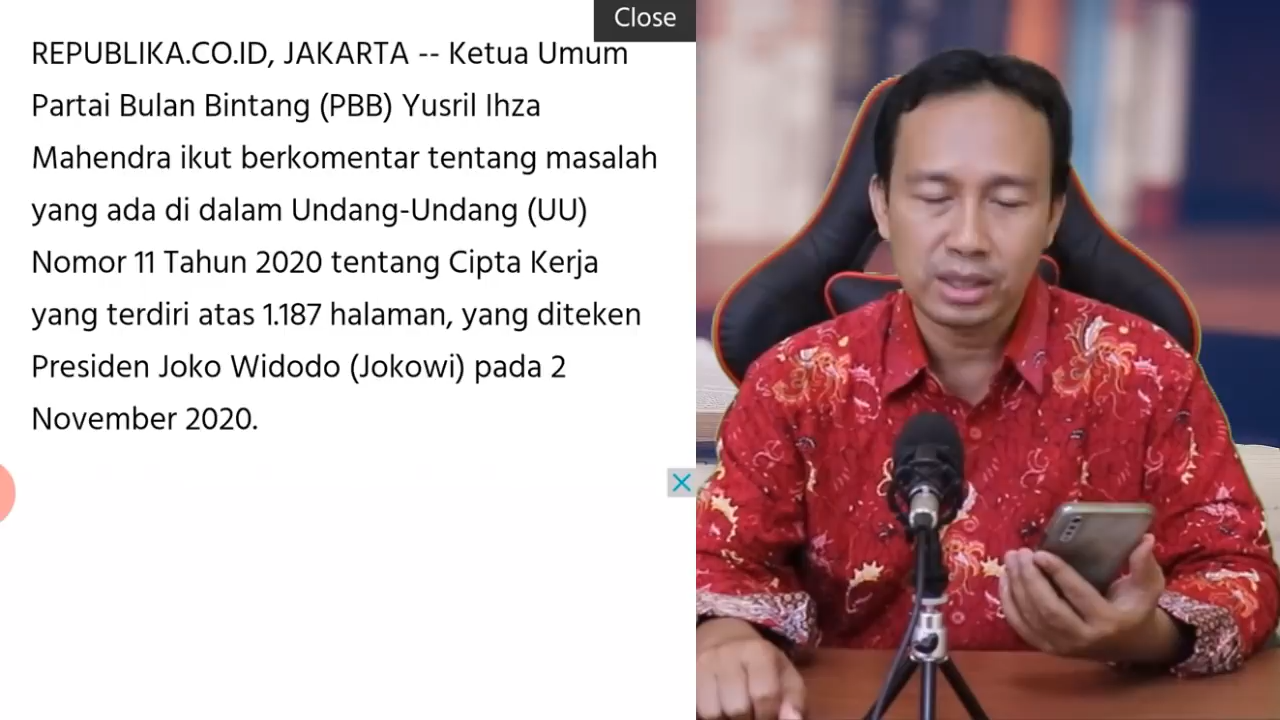 Close
REPUBLIKA.CO.ID, JAKARTA -- Ketua Umum
Partai Bulan Bintang (PBB) Yusril Ihza
Mahendra ikut berkomentar tentang masalah
yang ada di dalam Undang-Undang (UU)
Nomor 11 Tahun 2020 tentang Cipta Kerja
yang terdiri atas 1.187 halaman, yang diteken
Presiden Joko Widodo (Jokowi) pada 2
November 2020.